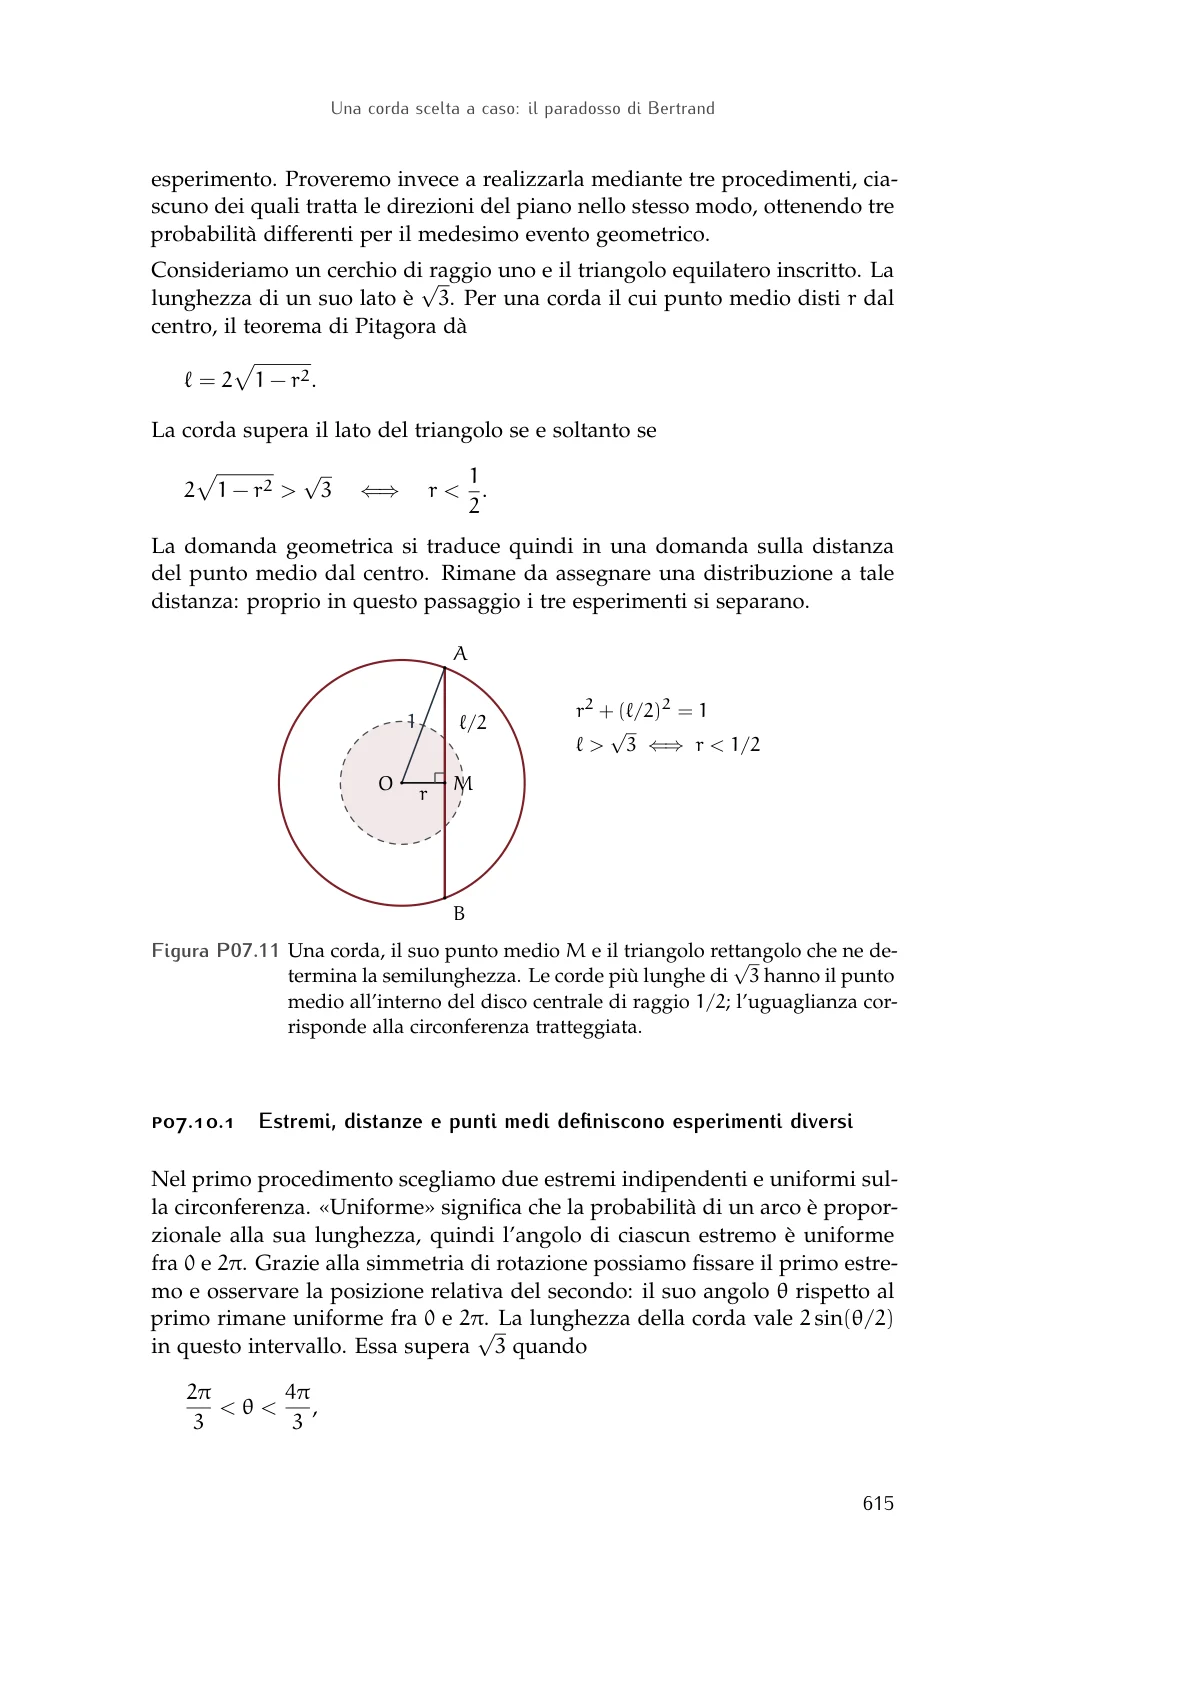 Una corda scelta a caso: il paradosso di Bertrand
esperimento. Proveremo invece a realizzarla mediante tre procedimenti, cia-
scuno dei quali tratta le direzioni del piano nello stesso modo, ottenendo tre
probabilità differenti per il medesimo evento geometrico.
Consideriamo un cerchio di raggio uno e il triangolo equilatero inscritto. La
lunghezza di un suo lato è √3. Per una corda il cui punto medio disti r dal
centro, il teorema di Pitagora dà
ℓ = 2√(1 − r²).
La corda supera il lato del triangolo se e soltanto se
2√(1 − r²) > √3 ⟺ r < 1/2.
La domanda geometrica si traduce quindi in una domanda sulla distanza
del punto medio dal centro. Rimane da assegnare una distribuzione a tale
distanza: proprio in questo passaggio i tre esperimenti si separano.
A
1
ℓ/2
O
r
M
B
r² + (ℓ/2)² = 1
ℓ > √3 ⟺ r < 1/2
Figura P07.11 Una corda, il suo punto medio M e il triangolo rettangolo che ne de-
termina la semilunghezza. Le corde più lunghe di √3 hanno il punto
medio all'interno del disco centrale di raggio 1/2; l'uguaglianza cor-
risponde alla circonferenza tratteggiata.
P07.10.1 Estremi, distanze e punti medi definiscono esperimenti diversi
Nel primo procedimento scegliamo due estremi indipendenti e uniformi sul-
la circonferenza. «Uniforme» significa che la probabilità di un arco è propor-
zionale alla sua lunghezza, quindi l'angolo di ciascun estremo è uniforme
fra 0 e 2π. Grazie alla simmetria di rotazione possiamo fissare il primo estre-
mo e osservare la posizione relativa del secondo: il suo angolo θ rispetto al
primo rimane uniforme fra 0 e 2π. La lunghezza della corda vale 2 sin(θ/2)
in questo intervallo. Essa supera √3 quando
2π/3 < θ < 4π/3,
615